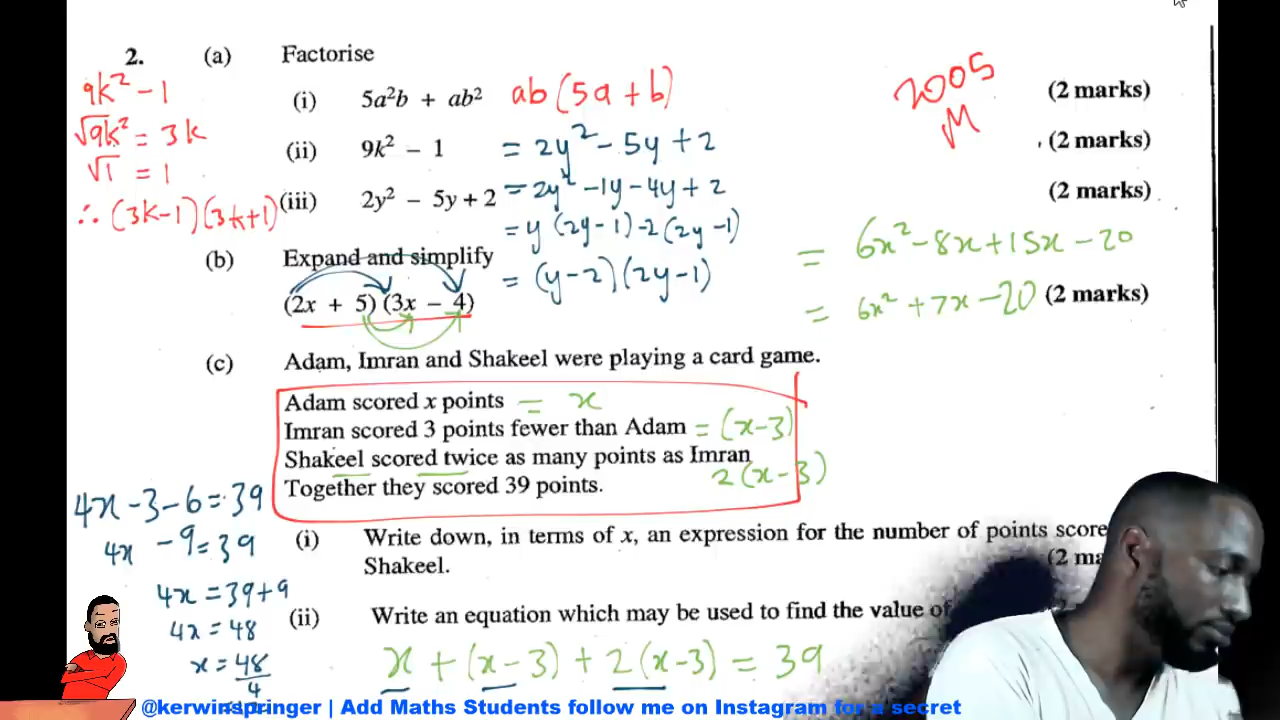 2.
(a) Factorise
9k² - 1
√9k² = 3k
√1 = 1
∴ (3k-1)(3k+1)
(i) 5a²b + ab² ab(5a+b) (2 marks)
2005
M
(ii) 9k² - 1 (2 marks)
(iii) 2y² - 5y + 2 (2 marks)
= 2y² - 5y + 2
= 2y² - 1y - 4y + 2
= y(2y-1) -2(2y-1)
= (y-2)(2y-1)
(b) Expand and simplify
(2x + 5)(3x - 4) (2 marks)
= 6x² - 8x + 15x - 20
= 6x² + 7x - 20
(c) Adam, Imran and Shakeel were playing a card game.
Adam scored x points = x
Imran scored 3 points fewer than Adam = (x-3)
Shakeel scored twice as many points as Imran 2(x-3)
Together they scored 39 points.
(i) Write down, in terms of x, an expression for the number of points score
Shakeel. (2 ma
(ii) Write an equation which may be used to find the value of
x + (x-3) + 2(x-3) = 39
4x - 3 - 6 = 39
4x - 9 = 39
4x = 39+9
4x = 48
x = 48
4
@kerwinspringer | Add Maths Students follow me on Instagram for a secret